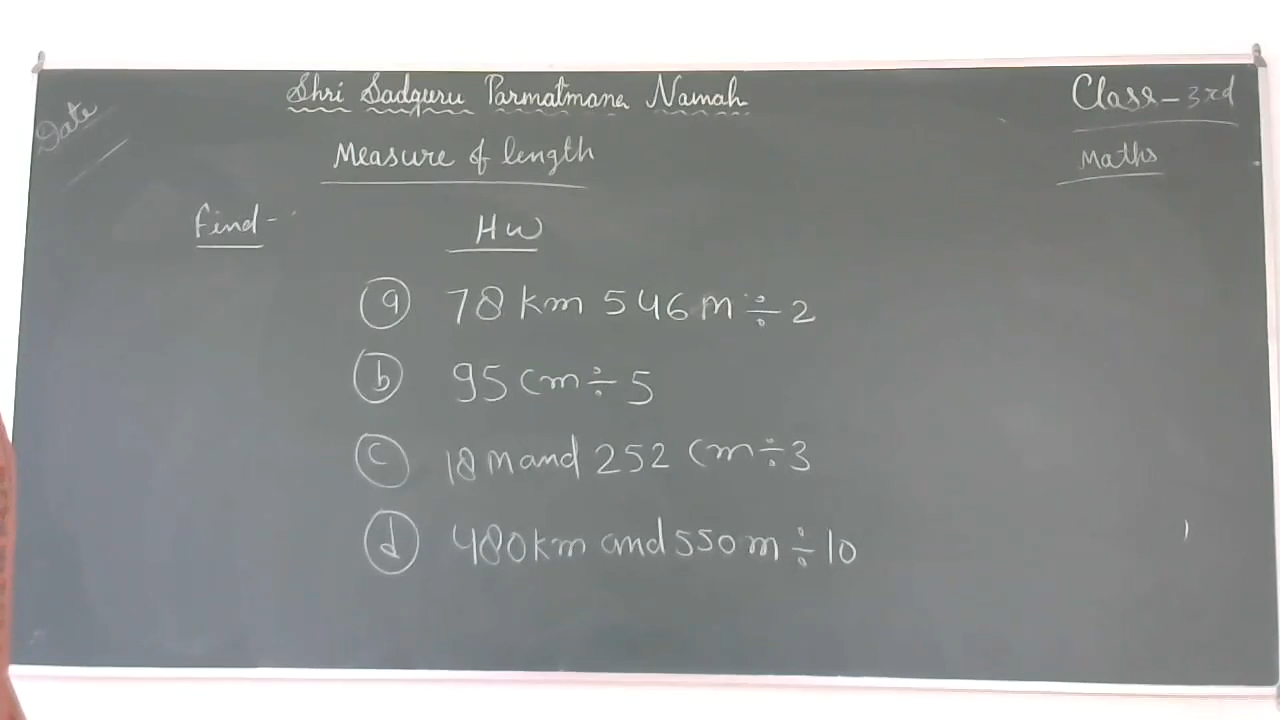 Date
Shri Sadguru Parmatmane Namah
Class - 3rd
Measure of length
Maths
Find -
HW
a 78 km 546 m ÷ 2
b 95 cm ÷ 5
c 18 m and 252 cm ÷ 3
d 480 km and 550 m ÷ 10